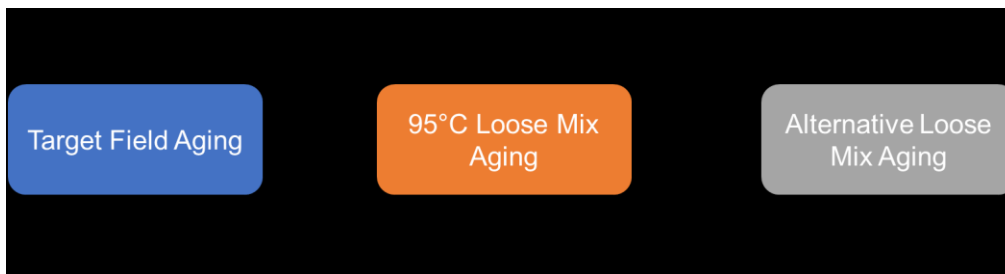 Target Field Aging
95°C Loose Mix
Aging
Alternative Loose
Mix Aging